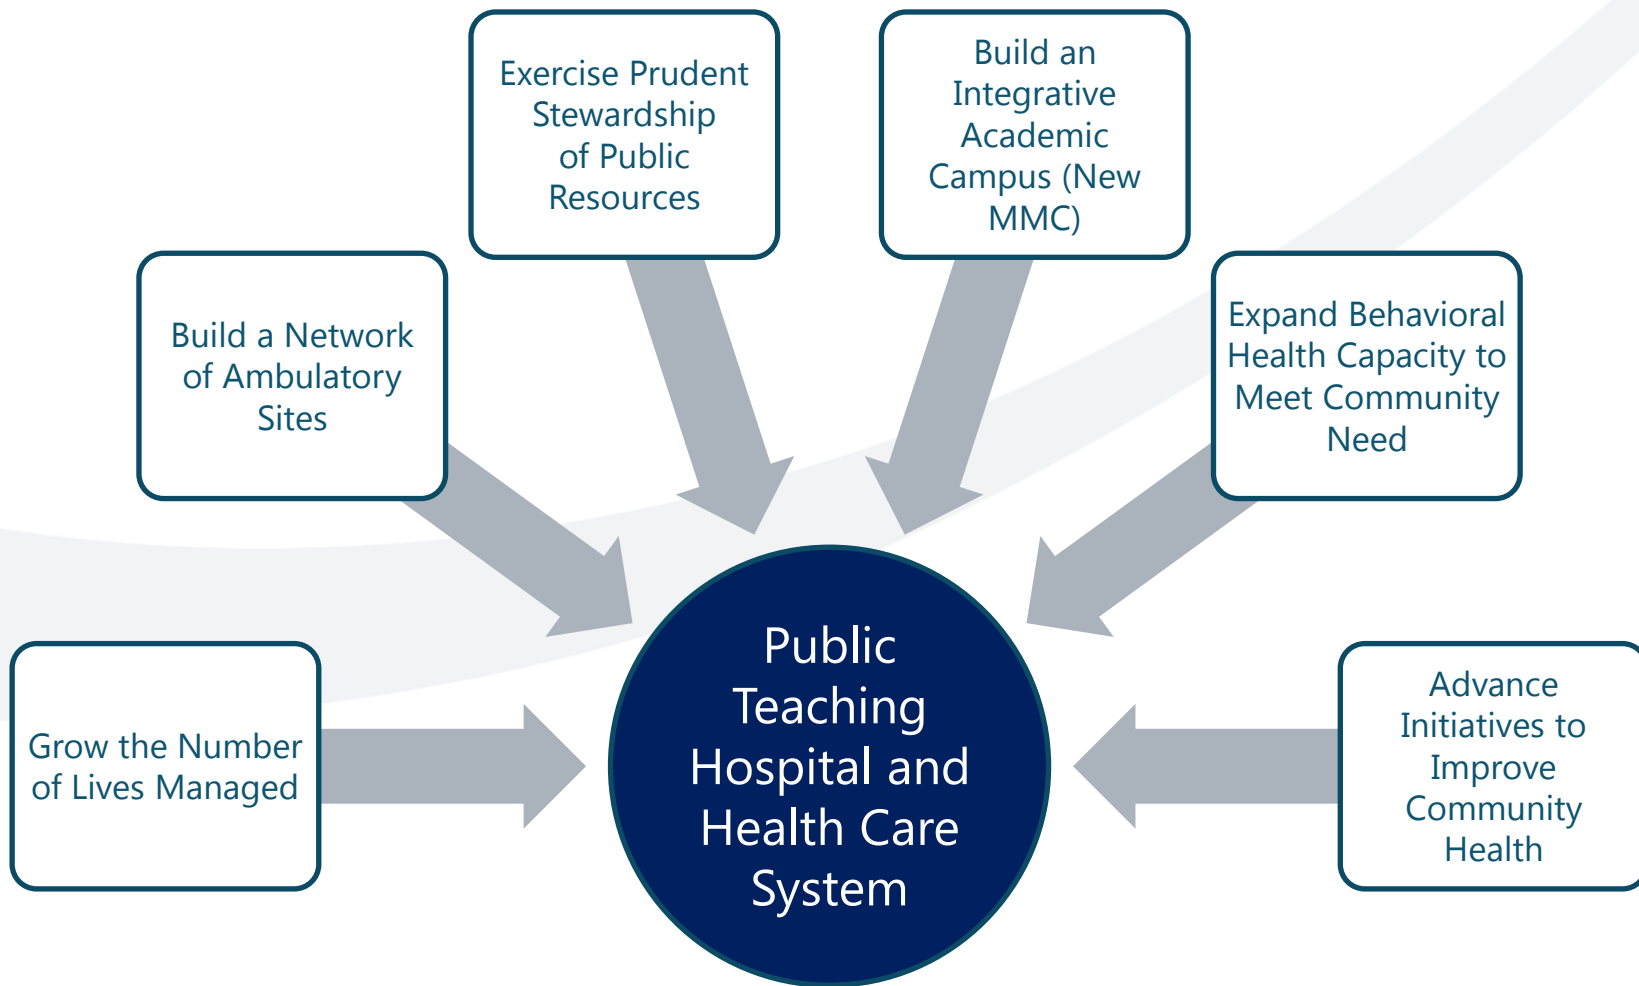 Exercise Prudent
Stewardship
of Public
Resources
Build an
Integrative
Academic
Campus (New
MMC)
Build a Network
of Ambulatory
Sites
Expand Behavioral
Health Capacity to
Meet Community
Need
Grow the Number
of Lives Managed
Public
Teaching
Hospital and
Health Care
System
Advance
Initiatives to
Improve
Community
Health